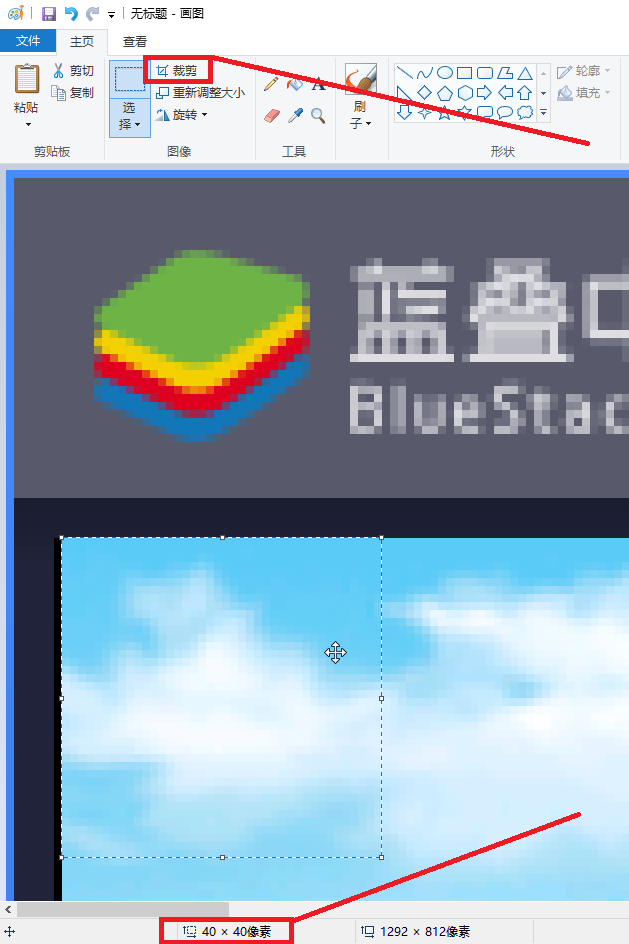 无标题 - 画图
文件 主页 查看
粘贴
剪切
复制
剪贴板
选择
裁剪
重新调整大小
旋转
图像
A
工具
刷子
轮廓
填充
形状
BlueStac
40 × 40像素
1292 × 812像素